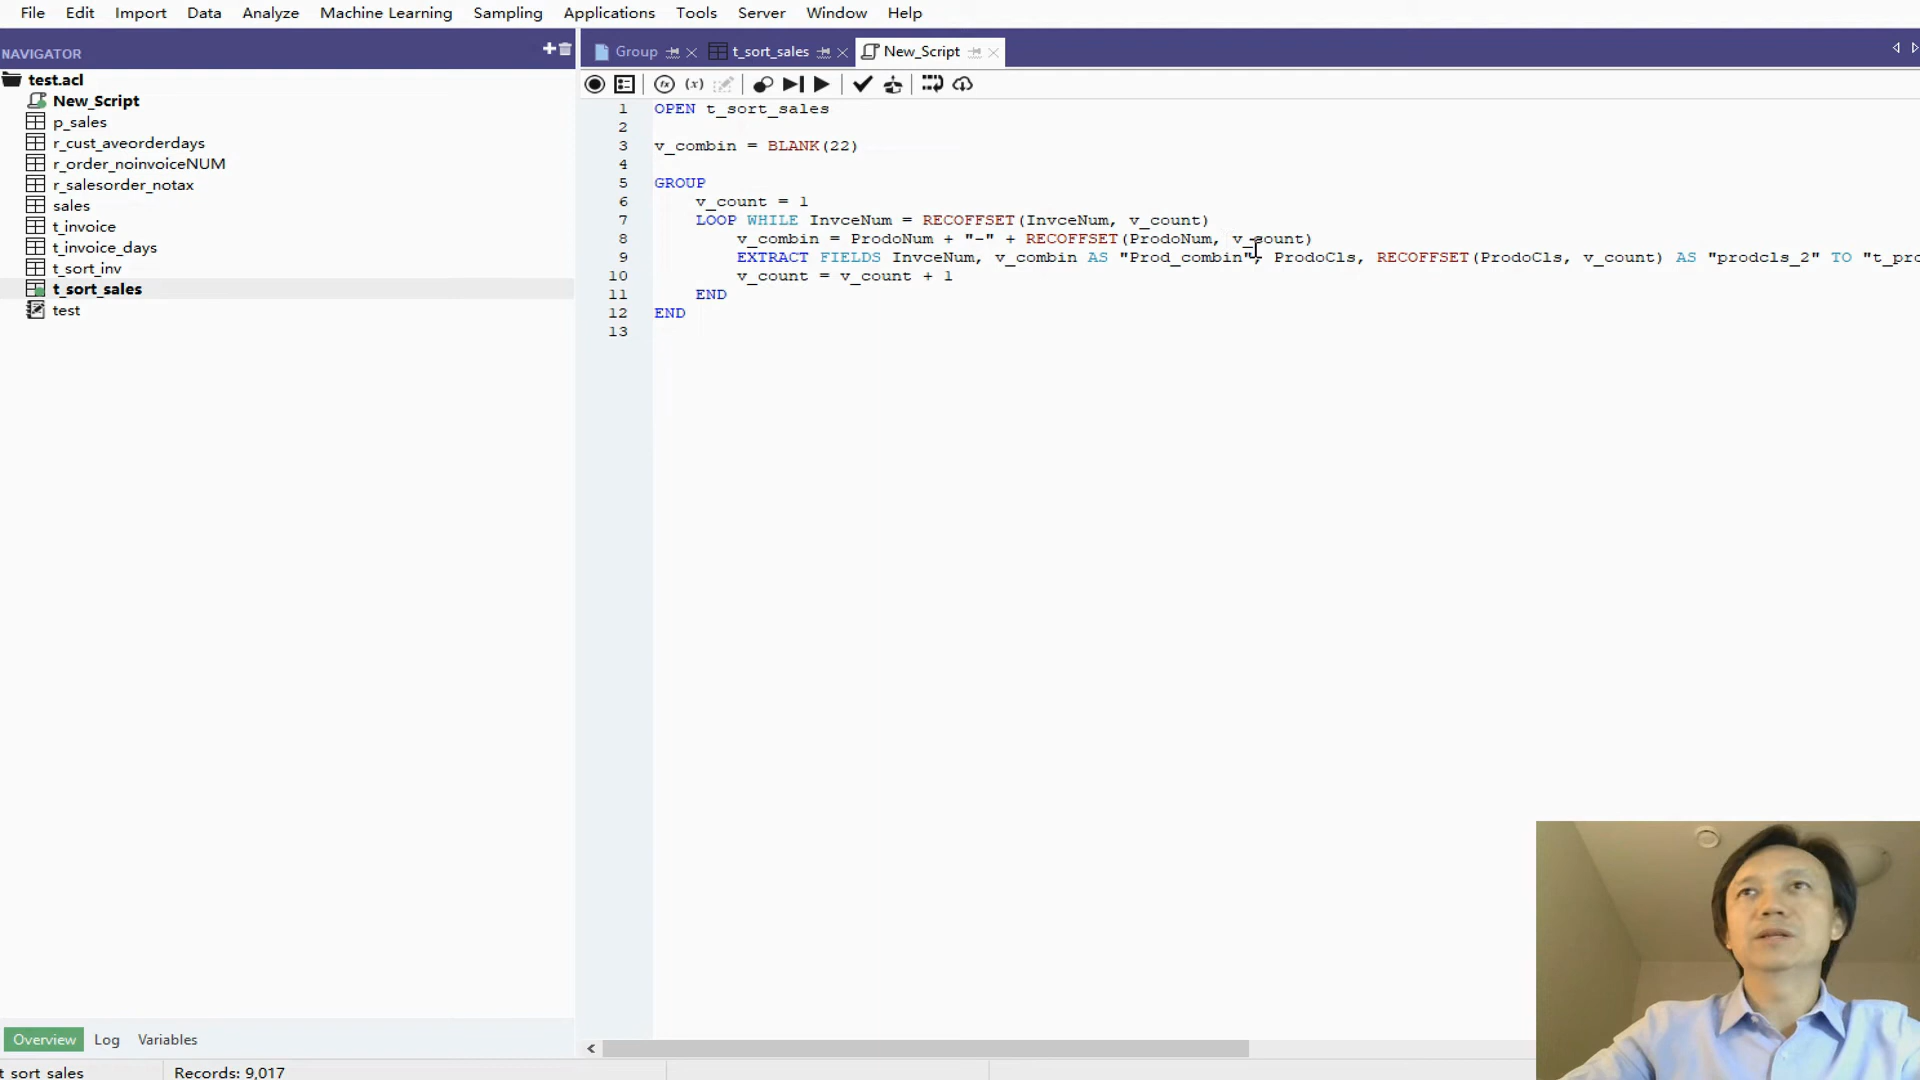 File Edit Import Data Analyze Machine Learning Sampling Applications Tools Server Window Help
NAVIGATOR
test.acl
New_Script
p_sales
r_cust_aveorderdays
r_order_noinvoiceNUM
r_salesorder_notax
sales
t_invoice
t_invoice_days
t_sort_inv
t_sort_sales
test
Overview Log Variables
Group t_sort_sales New_Script
(x)
1 OPEN t_sort_sales
2
3 v_combin = BLANK(22)
4
5 GROUP
6 v_count = 1
7 LOOP WHILE InvceNum = RECOFFSET(InvceNum, v_count)
8 v_combin = ProdoNum + "-" + RECOFFSET(ProdoNum, v_count)
9 EXTRACT FIELDS InvceNum, v_combin AS "Prod_combin", ProdoCls, RECOFFSET(ProdoCls, v_count) AS "prodcls_2" TO "t_pro
10 v_count = v_count + 1
11 END
12 END
13
t sort sales Records: 9,017